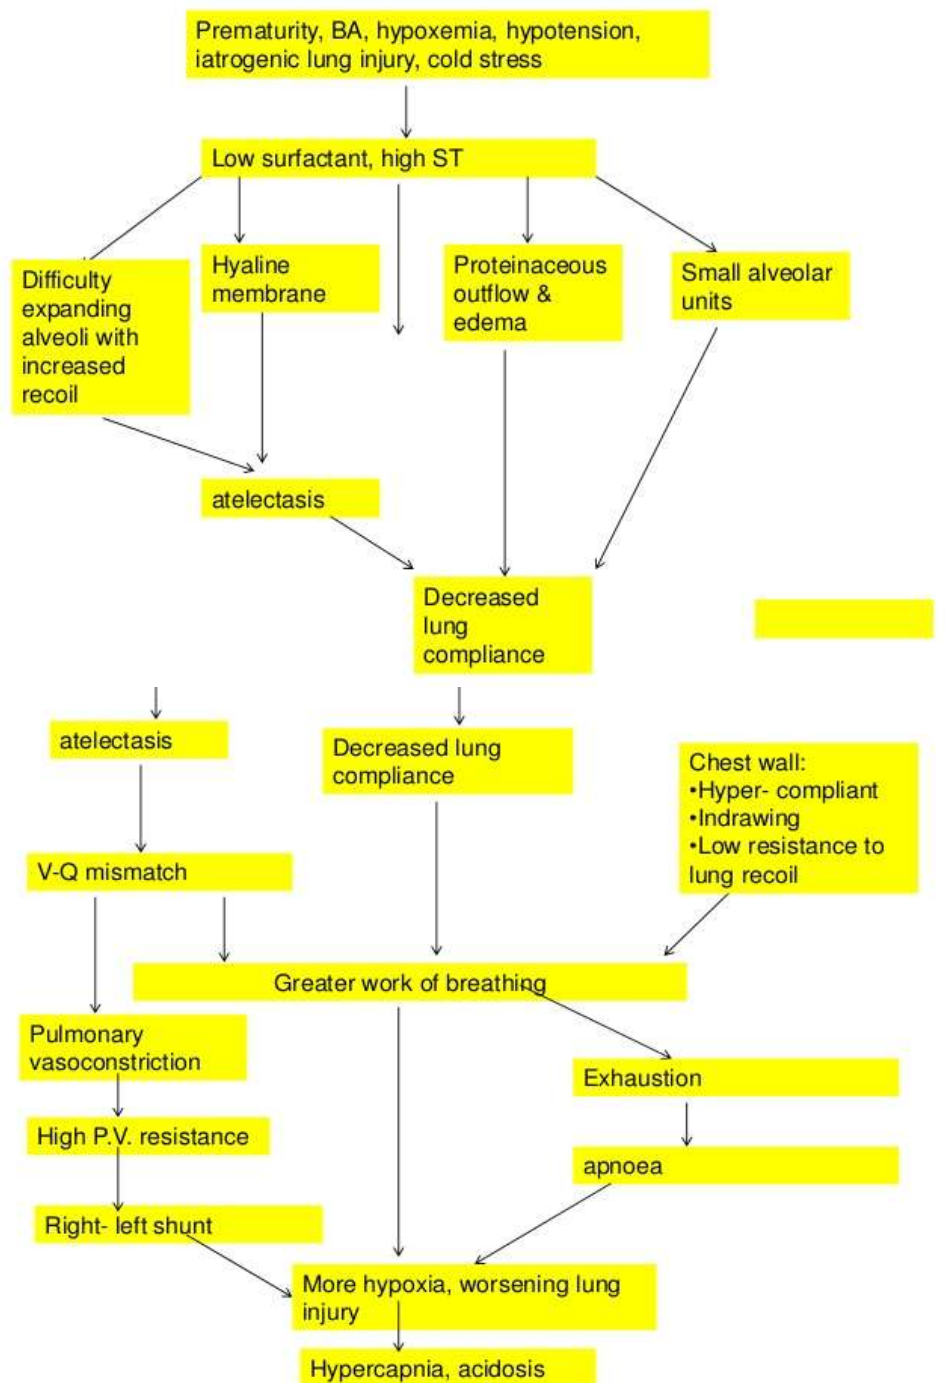 Prematurity, BA, hypoxemia, hypotension,
iatrogenic lung injury, cold stress
Low surfactant, high ST
Difficulty
expanding
alveoli with
increased
recoil
Hyaline
membrane
Proteinaceous
outflow &
edema
Small alveolar
units
atelectasis
Decreased
lung
compliance
atelectasis
Decreased lung
compliance
Chest wall:
•Hyper- compliant
•Indrawing
•Low resistance to
lung recoil
V-Q mismatch
Greater work of breathing
Pulmonary
vasoconstriction
Exhaustion
High P.V. resistance
apnoea
Right- left shunt
More hypoxia, worsening lung
injury
Hypercapnia, acidosis